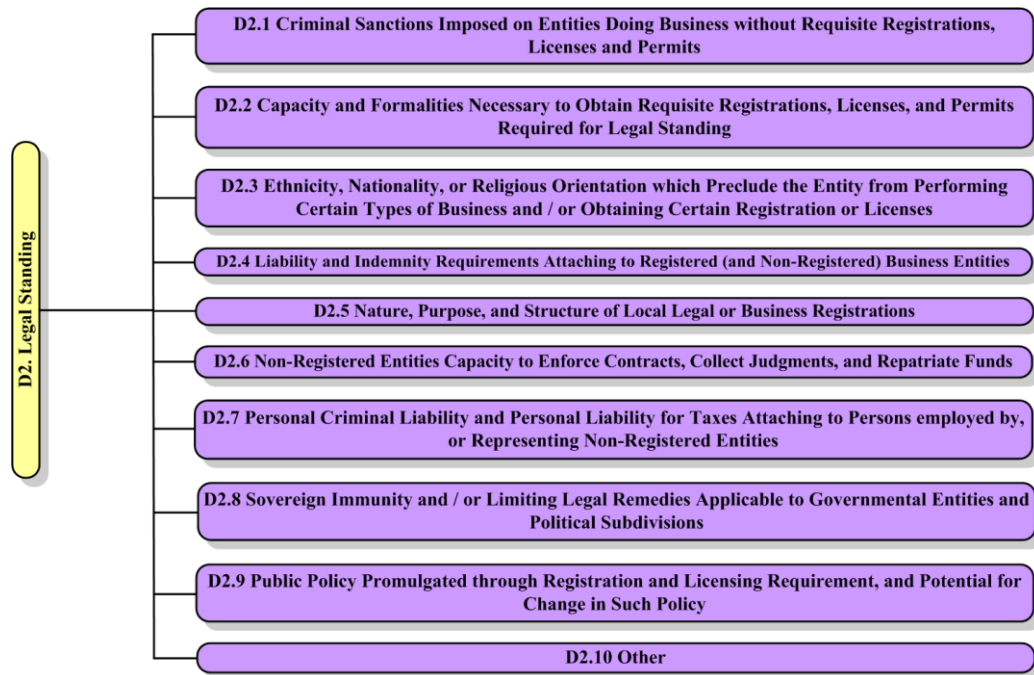 D2. Legal Standing
D2.1 Criminal Sanctions Imposed on Entities Doing Business without Requisite Registrations,
Licenses and Permits
D2.2 Capacity and Formalities Necessary to Obtain Requisite Registrations, Licenses, and Permits
Required for Legal Standing
D2.3 Ethnicity, Nationality, or Religious Orientation which Preclude the Entity from Performing
Certain Types of Business and / or Obtaining Certain Registration or Licenses
D2.4 Liability and Indemnity Requirements Attaching to Registered (and Non-Registered) Business Entities
D2.5 Nature, Purpose, and Structure of Local Legal or Business Registrations
D2.6 Non-Registered Entities Capacity to Enforce Contracts, Collect Judgments, and Repatriate Funds
D2.7 Personal Criminal Liability and Personal Liability for Taxes Attaching to Persons employed by,
or Representing Non-Registered Entities
D2.8 Sovereign Immunity and / or Limiting Legal Remedies Applicable to Governmental Entities and
Political Subdivisions
D2.9 Public Policy Promulgated through Registration and Licensing Requirement, and Potential for
Change in Such Policy
D2.10 Other